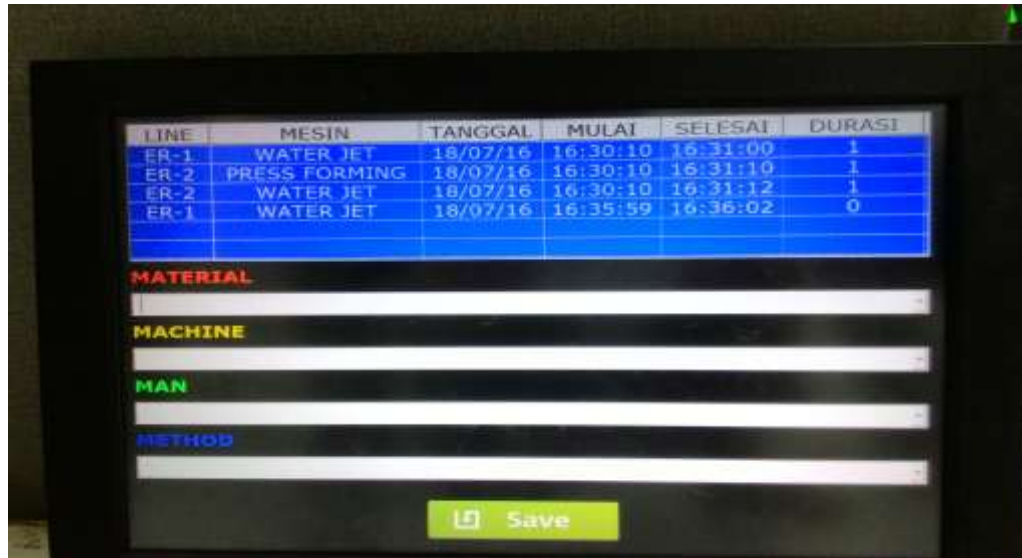 LINE MESIN TANGGAL MULAI SELESAI DURASI
ER-1 WATER JET 18/07/16 16:30:10 16:31:00 1
ER-2 PRESS FORMING 18/07/16 16:30:10 16:31:10 1
ER-2 WATER JET 18/07/16 16:30:10 16:31:12 1
ER-1 WATER JET 18/07/16 16:35:59 16:36:02 0
MATERIAL
MACHINE
MAN
METHOD
Save